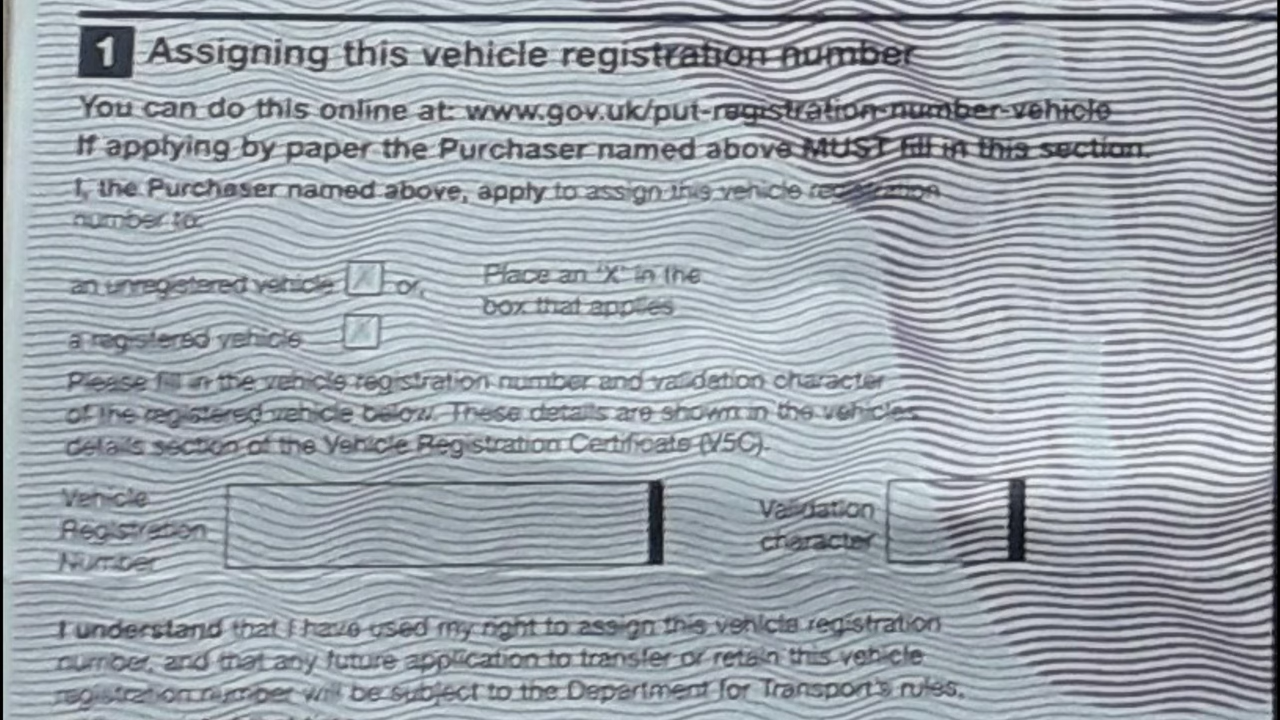 1 Assigning this vehicle registration number
You can do this online at: www.gov.uk/put-registration-number-vehicle
If applying by paper the Purchaser named above MUST fill in this section.
I, the Purchaser named above, apply to assign this vehicle registration
number to:
an unregistered vehicle X or, Place an 'X' in the
box that applies
a registered vehicle X
Please fill in the vehicle registration number and validation character
of the registered vehicle below. These details are shown in the vehicles
details section of the Vehicle Registration Certificate (V5C).
Vehicle
Registration
Number
Validation
character
I understand that I have used my right to assign this vehicle registration
number, and that any future application to transfer or retain this vehicle
registration number will be subject to the Department for Transport's rules.